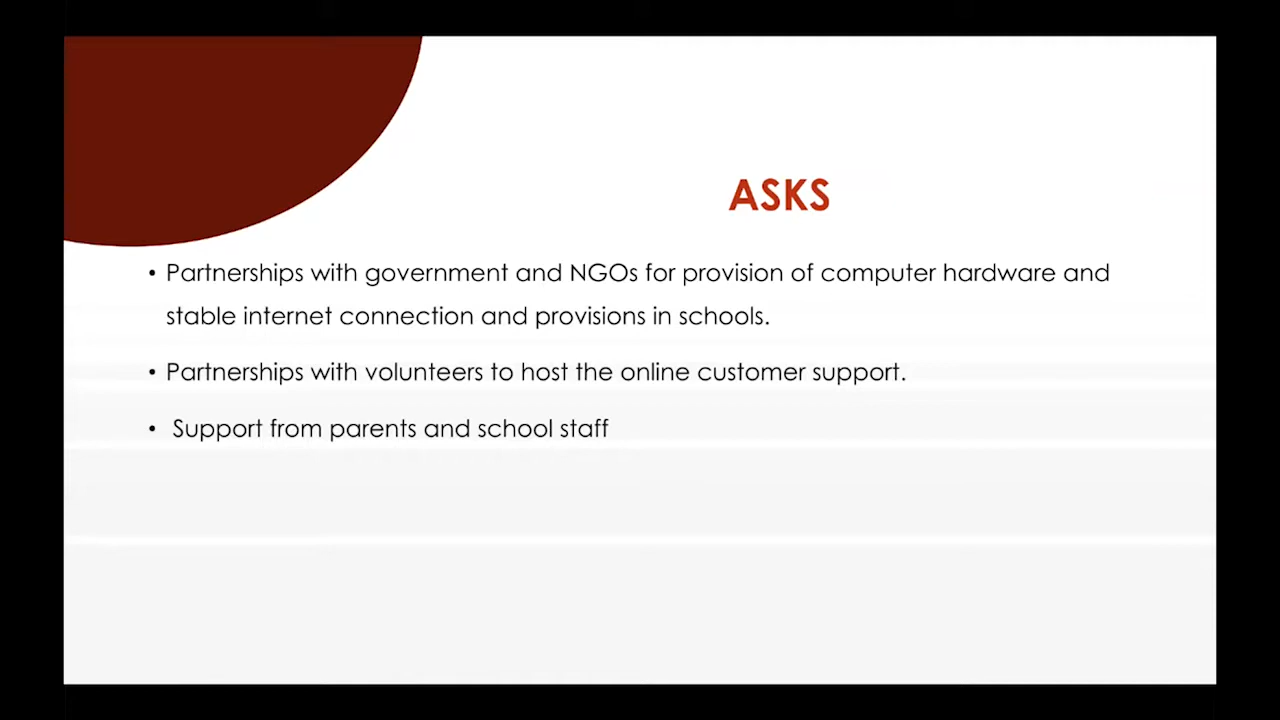 ASKS
• Partnerships with government and NGOs for provision of computer hardware and
stable internet connection and provisions in schools.
• Partnerships with volunteers to host the online customer support.
• Support from parents and school staff